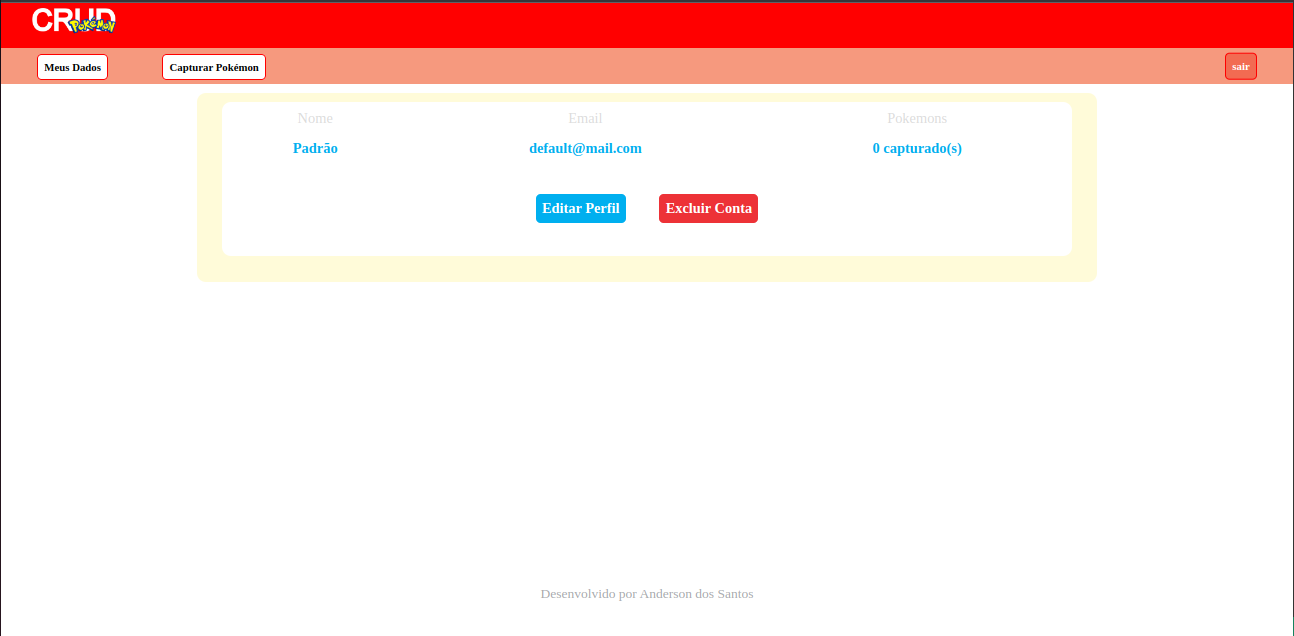 CRUD
Pokémon
Meus Dados Capturar Pokémon sair
Nome Email Pokemons
Padrão default@mail.com 0 capturado(s)
Editar Perfil Excluir Conta
Desenvolvido por Anderson dos Santos